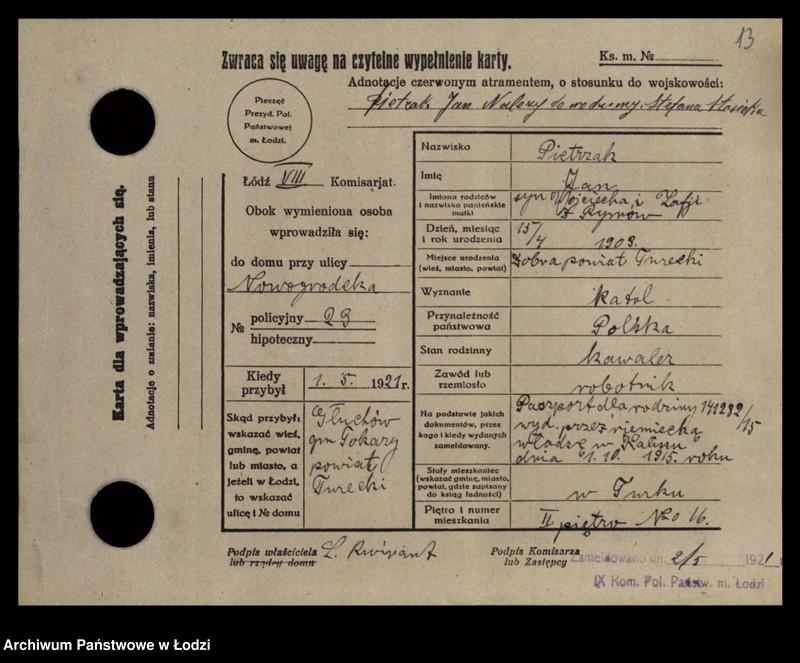 13
Zwraca się uwagę na czytelne wypełnienie karty.
Ks. m. №
Adnotacje czerwonym atramentem, o stosunku do wojskowości:
Pietrzak Jan Należy do rodziny Stefana
Pieczęć
Prezyd. Pol.
Państwowej
m. Łodzi.
Łódź VIII Komisarjat.
Obok wymieniona osoba
wprowadziła się:
do domu przy ulicy
Nowogrodzka
№ policyjny 29
hipoteczny
Kiedy
przybył
1. 5. 1921 r.
Skąd przybył:
wskazać wieś,
gminę, powiat
lub miasto, a
jeżeli w Łodzi,
to wskazać
ulicę i № domu
Głuchów
gm Tokary
powiat
Turecki
Nazwisko
Pietrzak
Imię
Jan
Imiona rodziców
i nazwisko panieńskie
matki
syn Wojciecha i Zofji
z Rymów
Dzień, miesiąc
i rok urodzenia
15/4 1903.
Miejsce urodzenia
(wieś, miasto, powiat)
Dobra powiat Turecki
Wyznanie
katol.
Przynależność
państwowa
Polska
Stan rodzinny
kawaler
Zawód lub
rzemiosło
robotnik
Na podstawie jakich
dokumentów, przez
kogo i kiedy wydanych
zameldowany.
Paszport dla rodziny 141292/15
wyd. przez niemiecką
władzę w Kaliszu
dnia 1.10. 1915. roku
Stały mieszkaniec
(wskazać gminę, miasto,
powiat, gdzie zapisany
do ksiąg ludności)
w Turku
Piętro i numer
mieszkania
II piętro No 16.
Podpis właściciela
lub rządcy domu
L.
Podpis Komisarza
lub Zastępcy
Zameldowano dn. 2/5 1921
IX Kom. Pol. Państw. m. Łodzi
Karta dla wprowadzających się.
Adnotacje o zmianie: nazwiska, imienia, lub stanu
Archiwum Państwowe w Łodzi